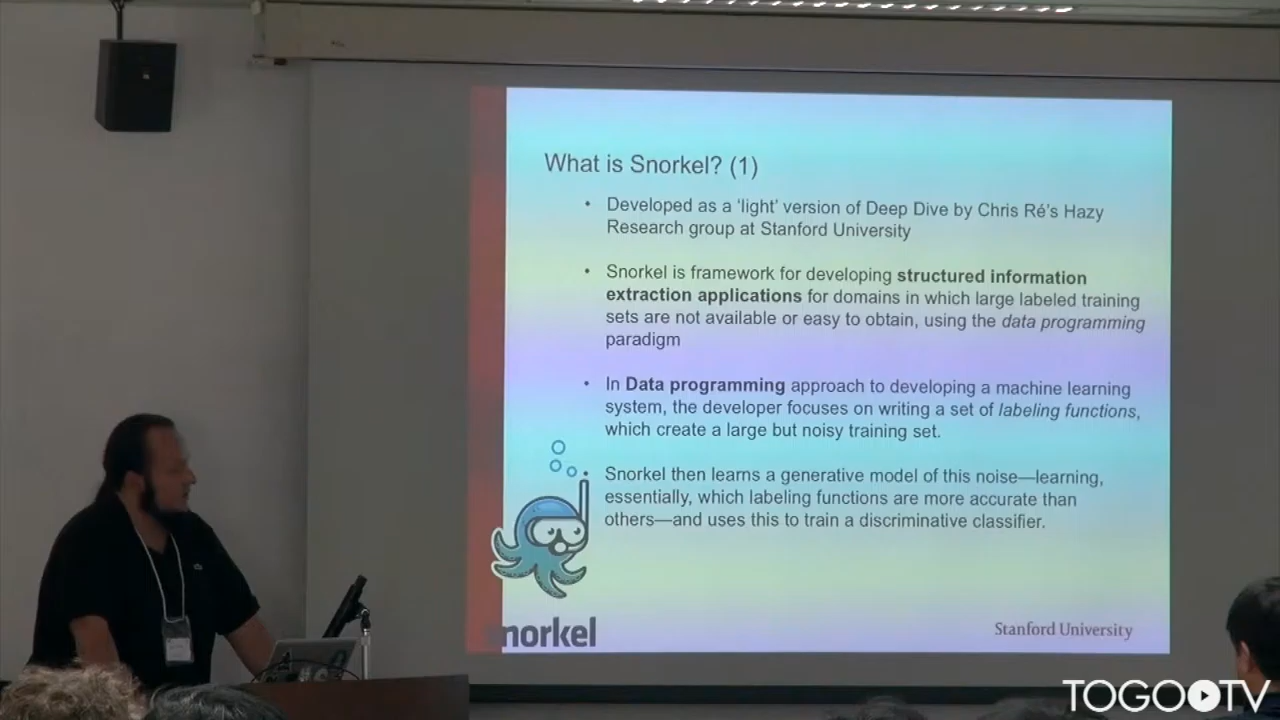 What is Snorkel? (1)
• Developed as a ‘light’ version of Deep Dive by Chris Ré’s Hazy
Research group at Stanford University
• Snorkel is framework for developing structured information
extraction applications for domains in which large labeled training
sets are not available or easy to obtain, using the data programming
paradigm
• In Data programming approach to developing a machine learning
system, the developer focuses on writing a set of labeling functions,
which create a large but noisy training set.
Snorkel then learns a generative model of this noise—learning,
essentially, which labeling functions are more accurate than
others—and uses this to train a discriminative classifier.
snorkel
Stanford University
TOGOTV